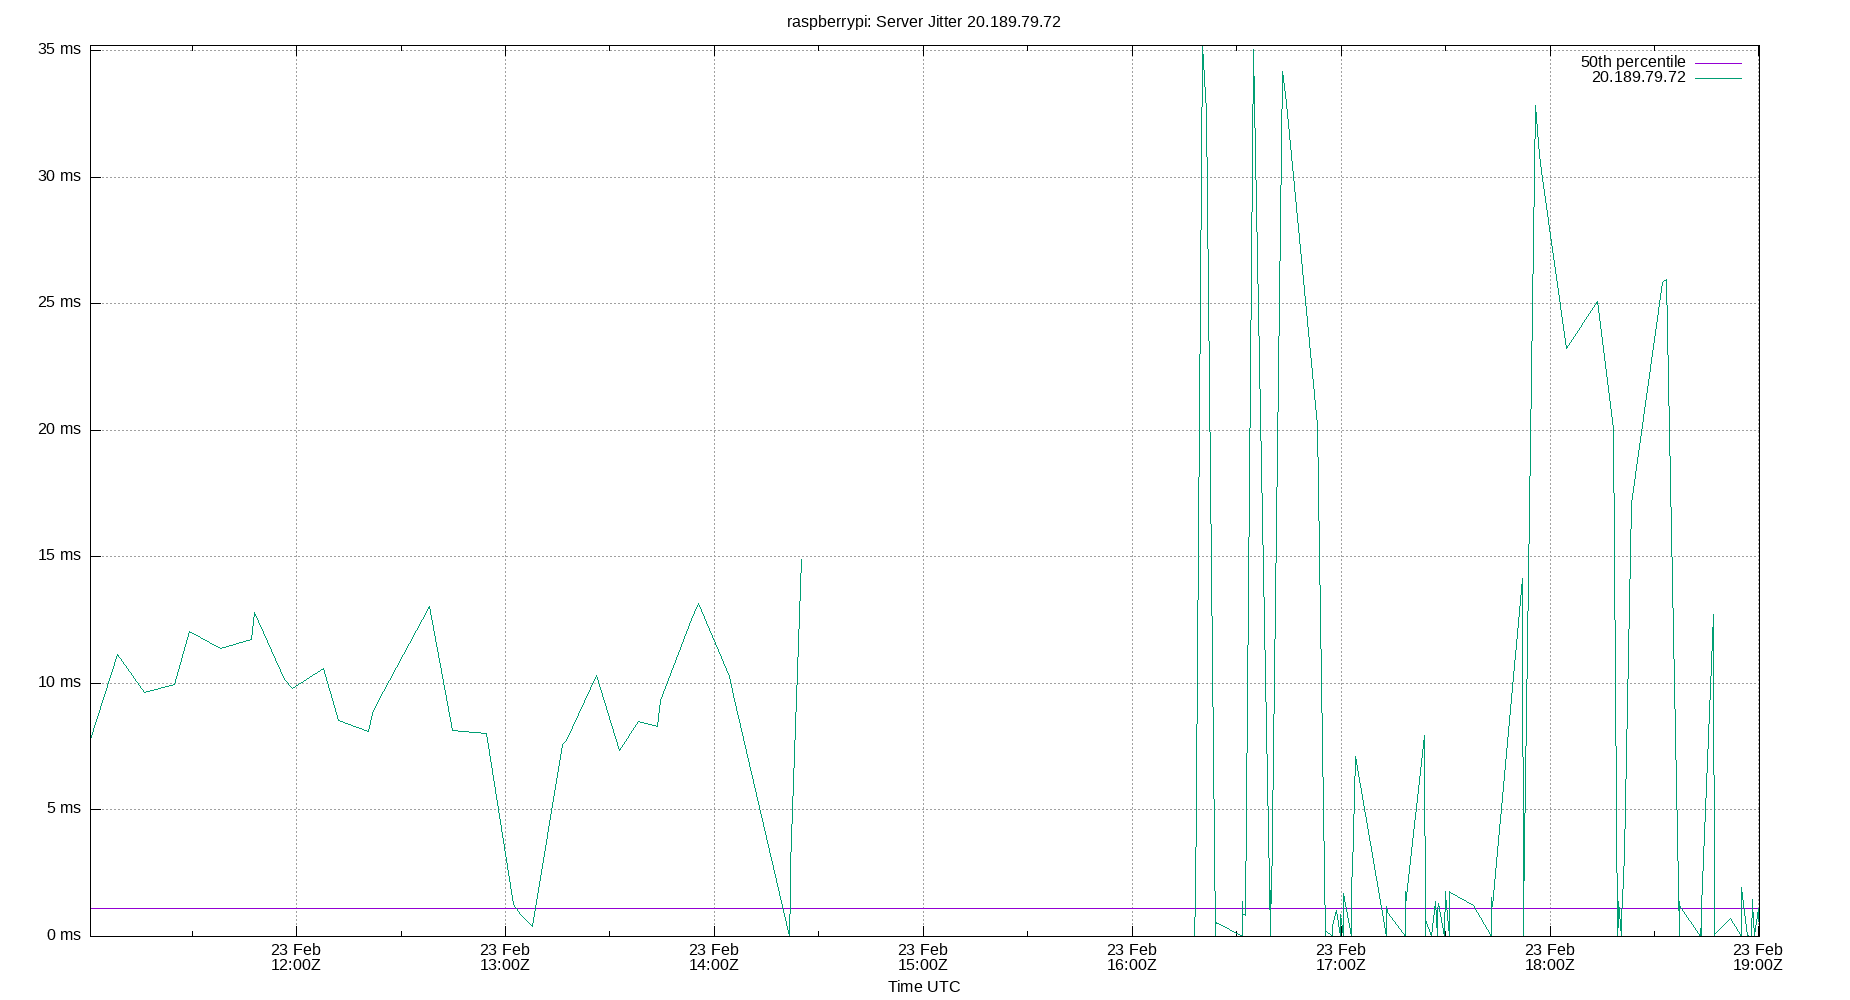 raspberrypi: Server Jitter 20.189.79.72
50th percentile
20.189.79.72
35 ms
30 ms
25 ms
20 ms
15 ms
10 ms
5 ms
0 ms
23 Feb
12:00Z
23 Feb
13:00Z
23 Feb
14:00Z
23 Feb
15:00Z
23 Feb
16:00Z
23 Feb
17:00Z
23 Feb
18:00Z
23 Feb
19:00Z
Time UTC